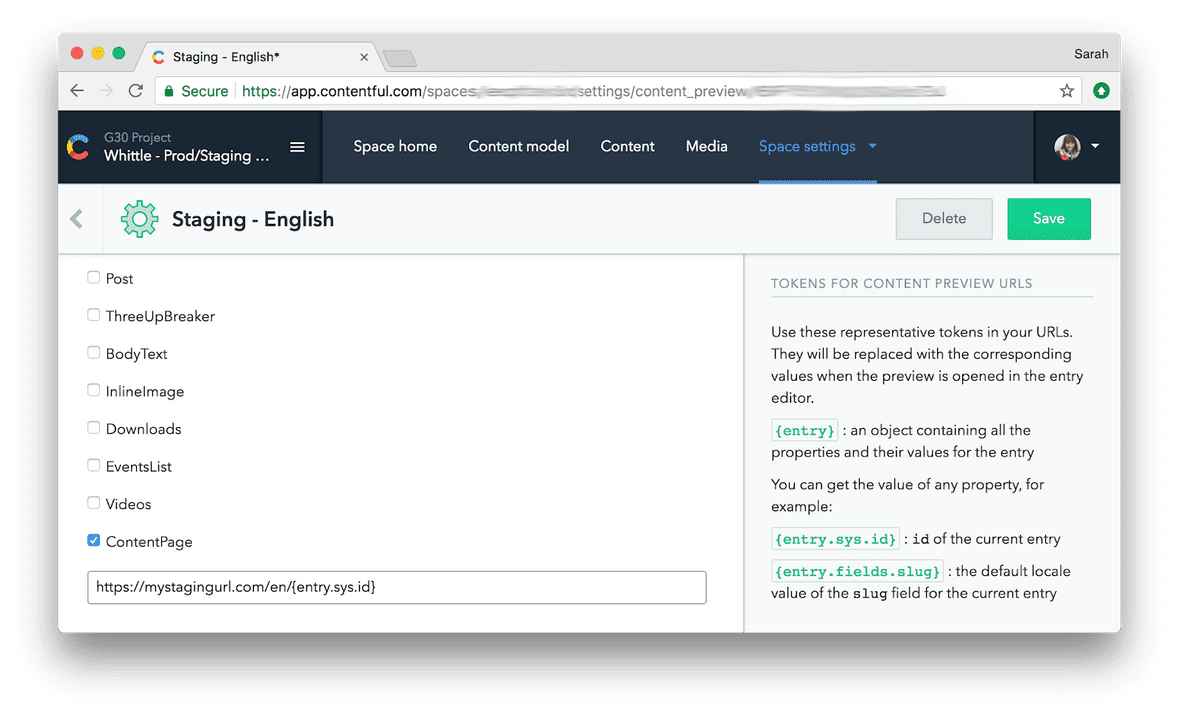 Staging - English*
Sarah
Secure https://app.contentful.com/spaces settings/content_preview
G30 Project
Whittle - Prod/Staging ...
Space home Content model Content Media Space settings
Staging - English
Delete Save
Post
ThreeUpBreaker
BodyText
InlineImage
Downloads
EventsList
Videos
ContentPage
https://mystagingurl.com/en/{entry.sys.id}
TOKENS FOR CONTENT PREVIEW URLS
Use these representative tokens in your URLs.
They will be replaced with the corresponding
values when the preview is opened in the entry
editor.
{entry} : an object containing all the
properties and their values for the entry
You can get the value of any property, for
example:
{entry.sys.id} : id of the current entry
{entry.fields.slug} : the default locale
value of the slug field for the current entry